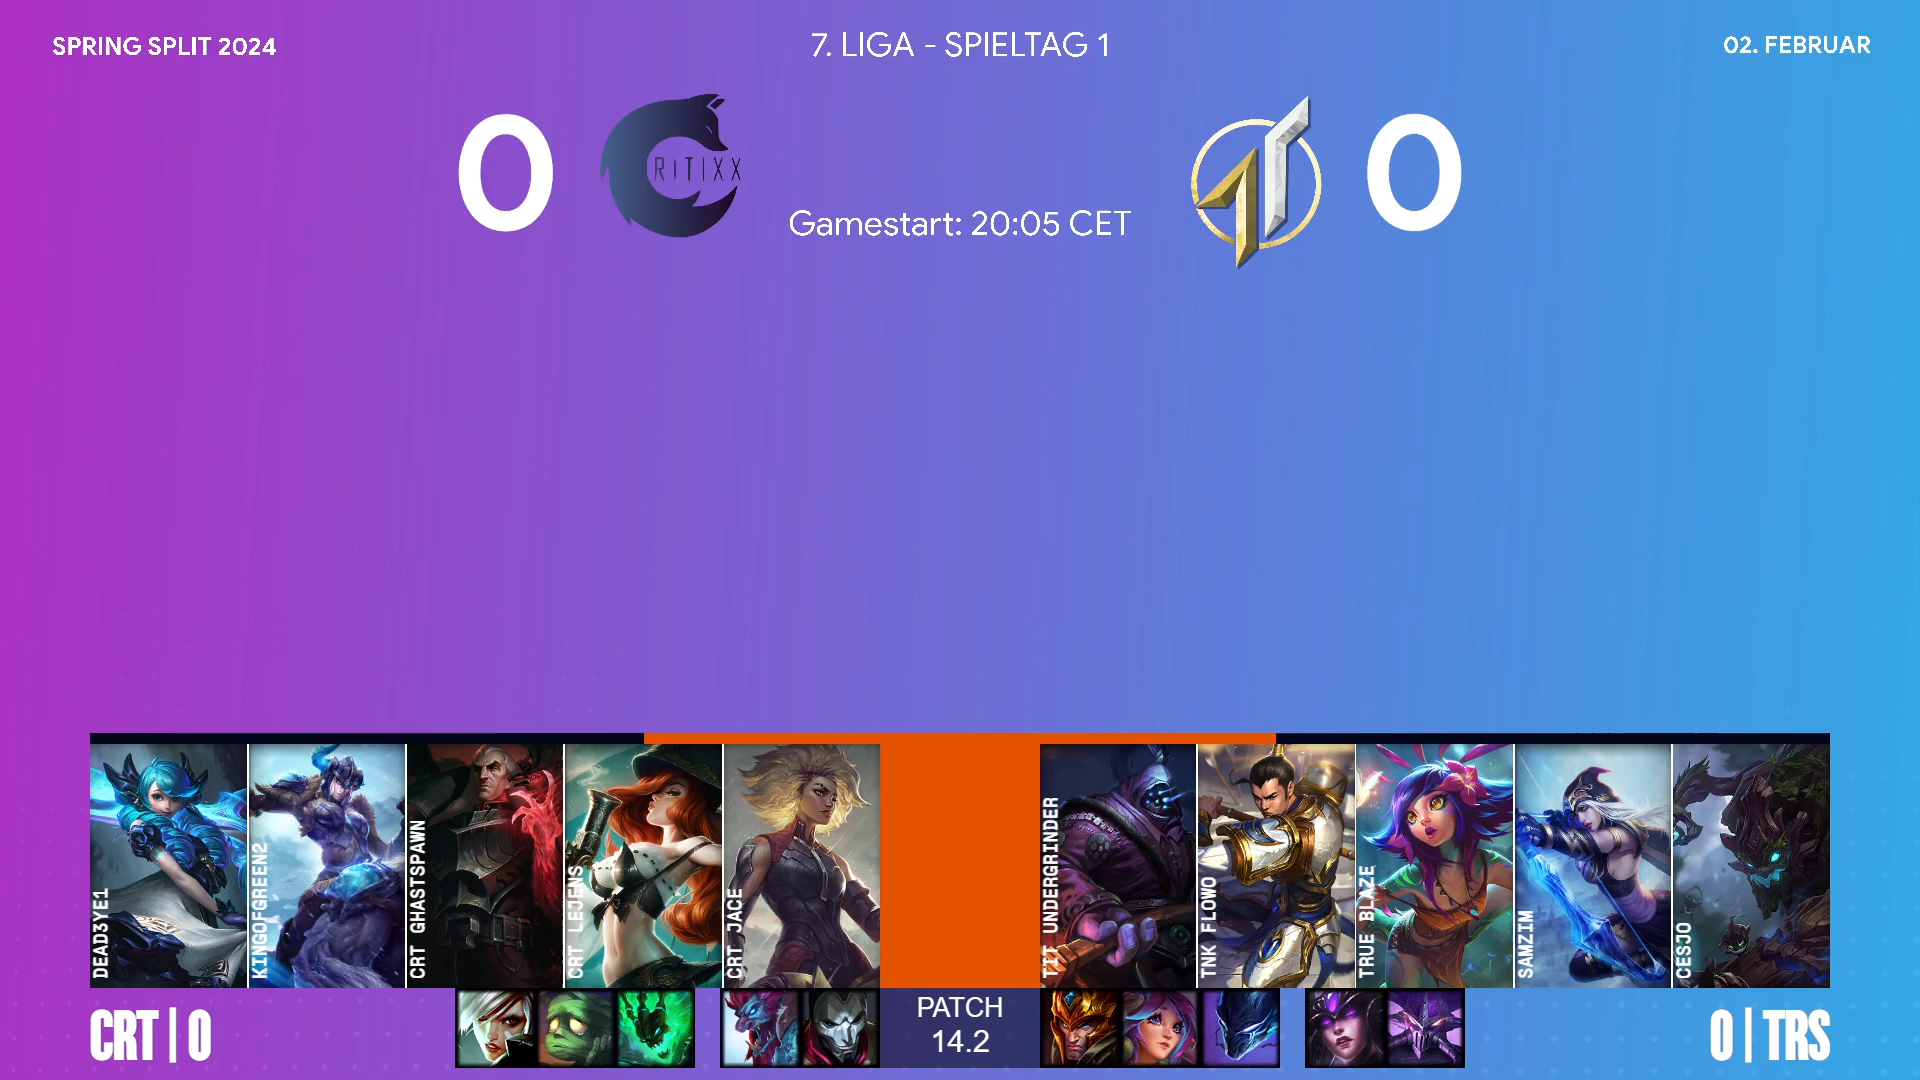 SPRING SPLIT 2024
7. LIGA - SPIELTAG 1
02. FEBRUAR
0
RITIXX
Gamestart: 20:05 CET
0
DEAD3YE1
KINGOFGREEN2
CRT GHASTSPAWN
CRT LEJENS
CRT JACE
TIT UNDERGRINDER
TNK FLOWO
TRUE BLAZE
SAMZIM
CESJO
CRT | 0
PATCH
14.2
0 | TRS